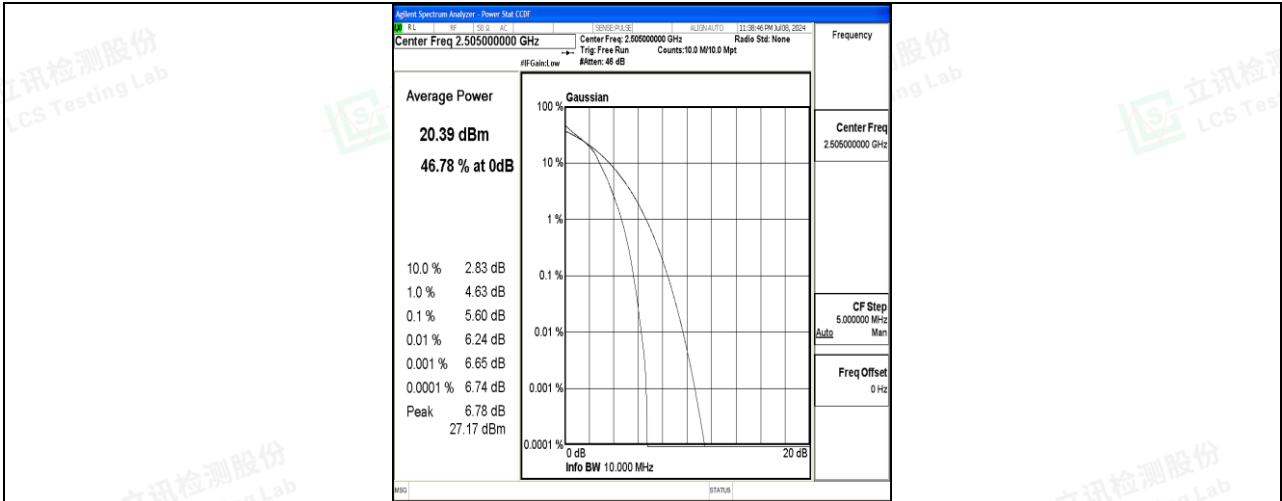 Agilent Spectrum Analyzer - Power Stat CCDF
RL RF 50 Ω AC SENSE:PULSE ALIGNAUTO 11:38:46 PM Jul 08, 2024
Center Freq 2.505000000 GHz
Center Freq: 2.505000000 GHz Radio Std: None
Trig: Free Run Counts:10.0 M/10.0 Mpt
#IFGain:Low #Atten: 46 dB
Frequency
Average Power
20.39 dBm
46.78 % at 0dB
10.0 % 2.83 dB
1.0 % 4.63 dB
0.1 % 5.60 dB
0.01 % 6.24 dB
0.001 % 6.65 dB
0.0001 % 6.74 dB
Peak 6.78 dB
27.17 dBm
Gaussian
100 %
10 %
1 %
0.1 %
0.01 %
0.001 %
0.0001 %
0 dB 20 dB
Info BW 10.000 MHz
Center Freq
2.505000000 GHz
CF Step
5.000000 MHz
Auto Man
Freq Offset
0 Hz
MSG STATUS
立讯检测股份
LCS Testing Lab
立讯检测股份